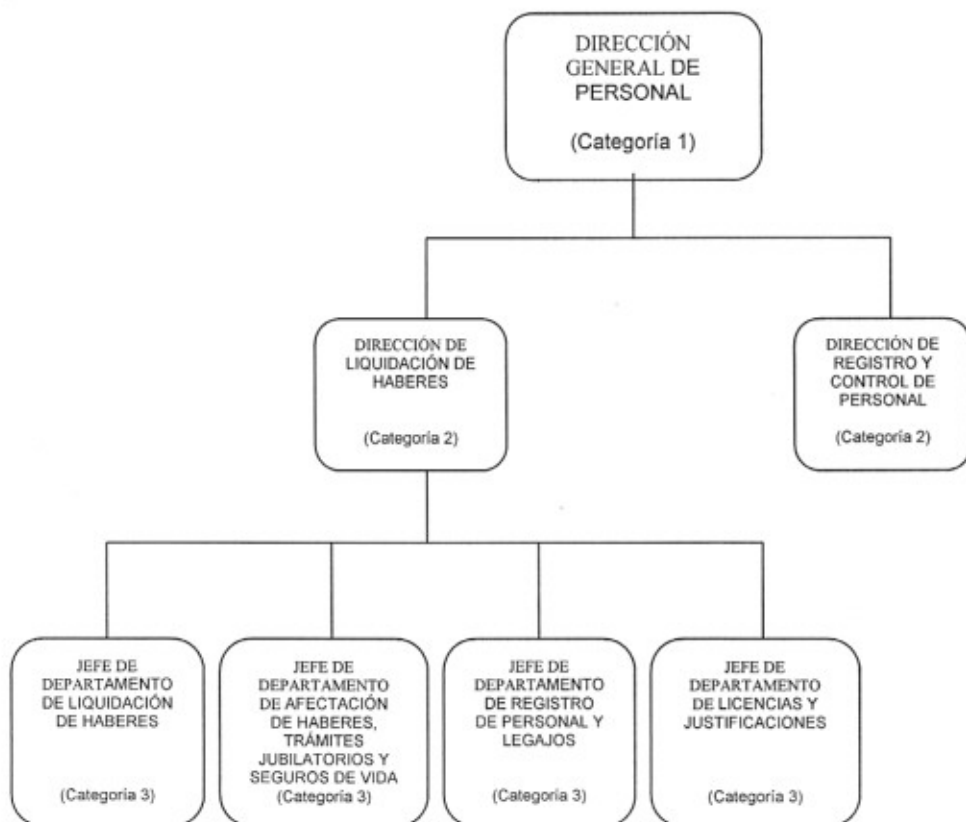 DIRECCIÓN
GENERAL DE
PERSONAL
(Categoría 1)
DIRECCIÓN DE
LIQUIDACIÓN DE
HABERES
(Categoría 2)
DIRECCIÓN DE
REGISTRO Y
CONTROL DE
PERSONAL
(Categoría 2)
JEFE DE
DEPARTAMENTO
DE LIQUIDACIÓN
DE HABERES
(Categoría 3)
JEFE DE
DEPARTAMENTO
DE AFECTACIÓN
DE HABERES,
TRÁMITES
JUBILATORIOS Y
SEGUROS DE VIDA
(Categoría 3)
JEFE DE
DEPARTAMENTO
DE REGISTRO
DE PERSONAL Y
LEGAJOS
(Categoría 3)
JEFE DE
DEPARTAMENTO
DE LICENCIAS Y
JUSTIFICACIONES
(Categoría 3)